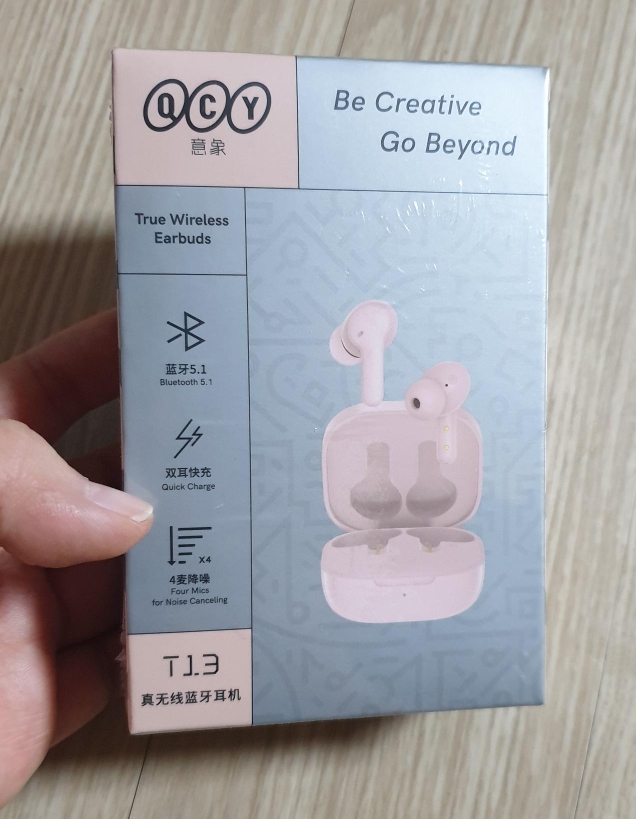 QCY
意象
Be Creative
Go Beyond
True Wireless
Earbuds
蓝牙5.1
Bluetooth 5.1
双耳快充
Quick Charge
X4
4麦降噪
Four Mics
for Noise Canceling
T13
真无线蓝牙耳机